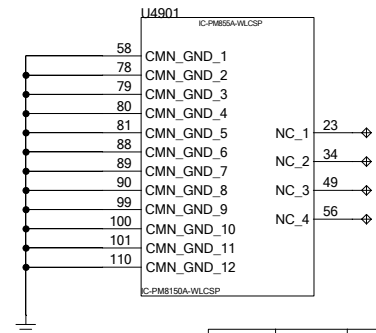 U4901
IC-PM855A-WLCSP
58 CMN_GND_1
78 CMN_GND_2
79 CMN_GND_3
80 CMN_GND_4
81 CMN_GND_5 NC_1 23
88 CMN_GND_6
89 CMN_GND_7 NC_2 34
90 CMN_GND_8 NC_3 49
99 CMN_GND_9
100 CMN_GND_10 NC_4 56
101 CMN_GND_11
110 CMN_GND_12
IC-PM8150A-WLCSP